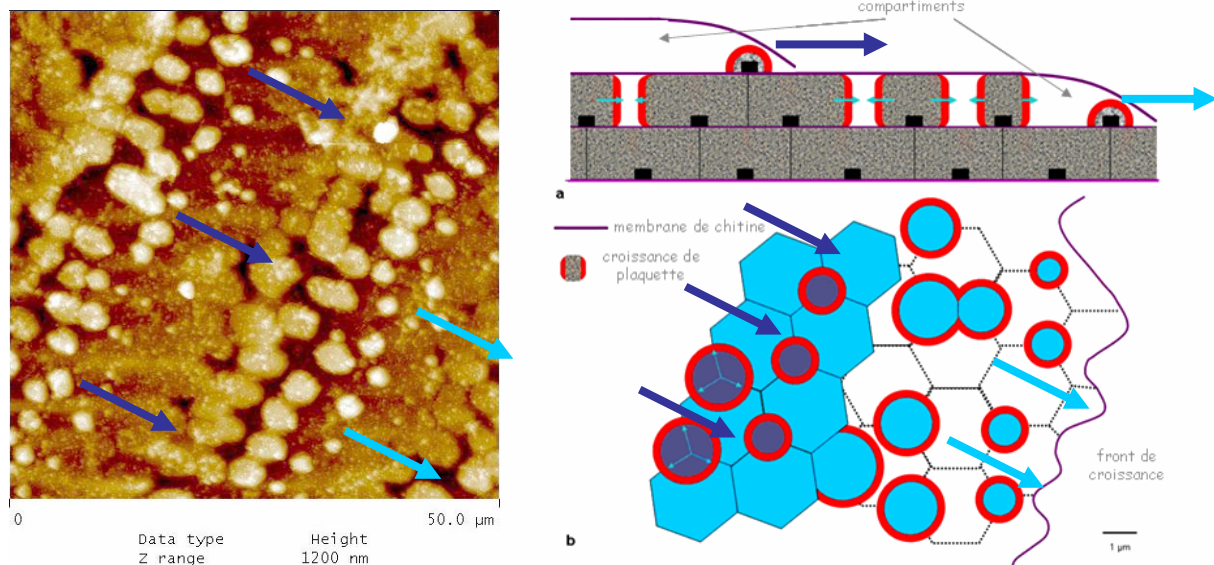 0
50.0 µm
Data type
Height
Z range
1200 nm
compartiments
a
membrane de chitine
croissance de
plaquette
front de
croissance
1 µm
b